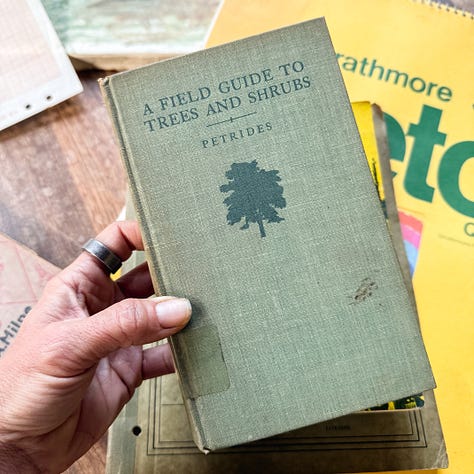 A FIELD GUIDE TO
TREES AND SHRUBS
PETRIDES
rathmore
etc